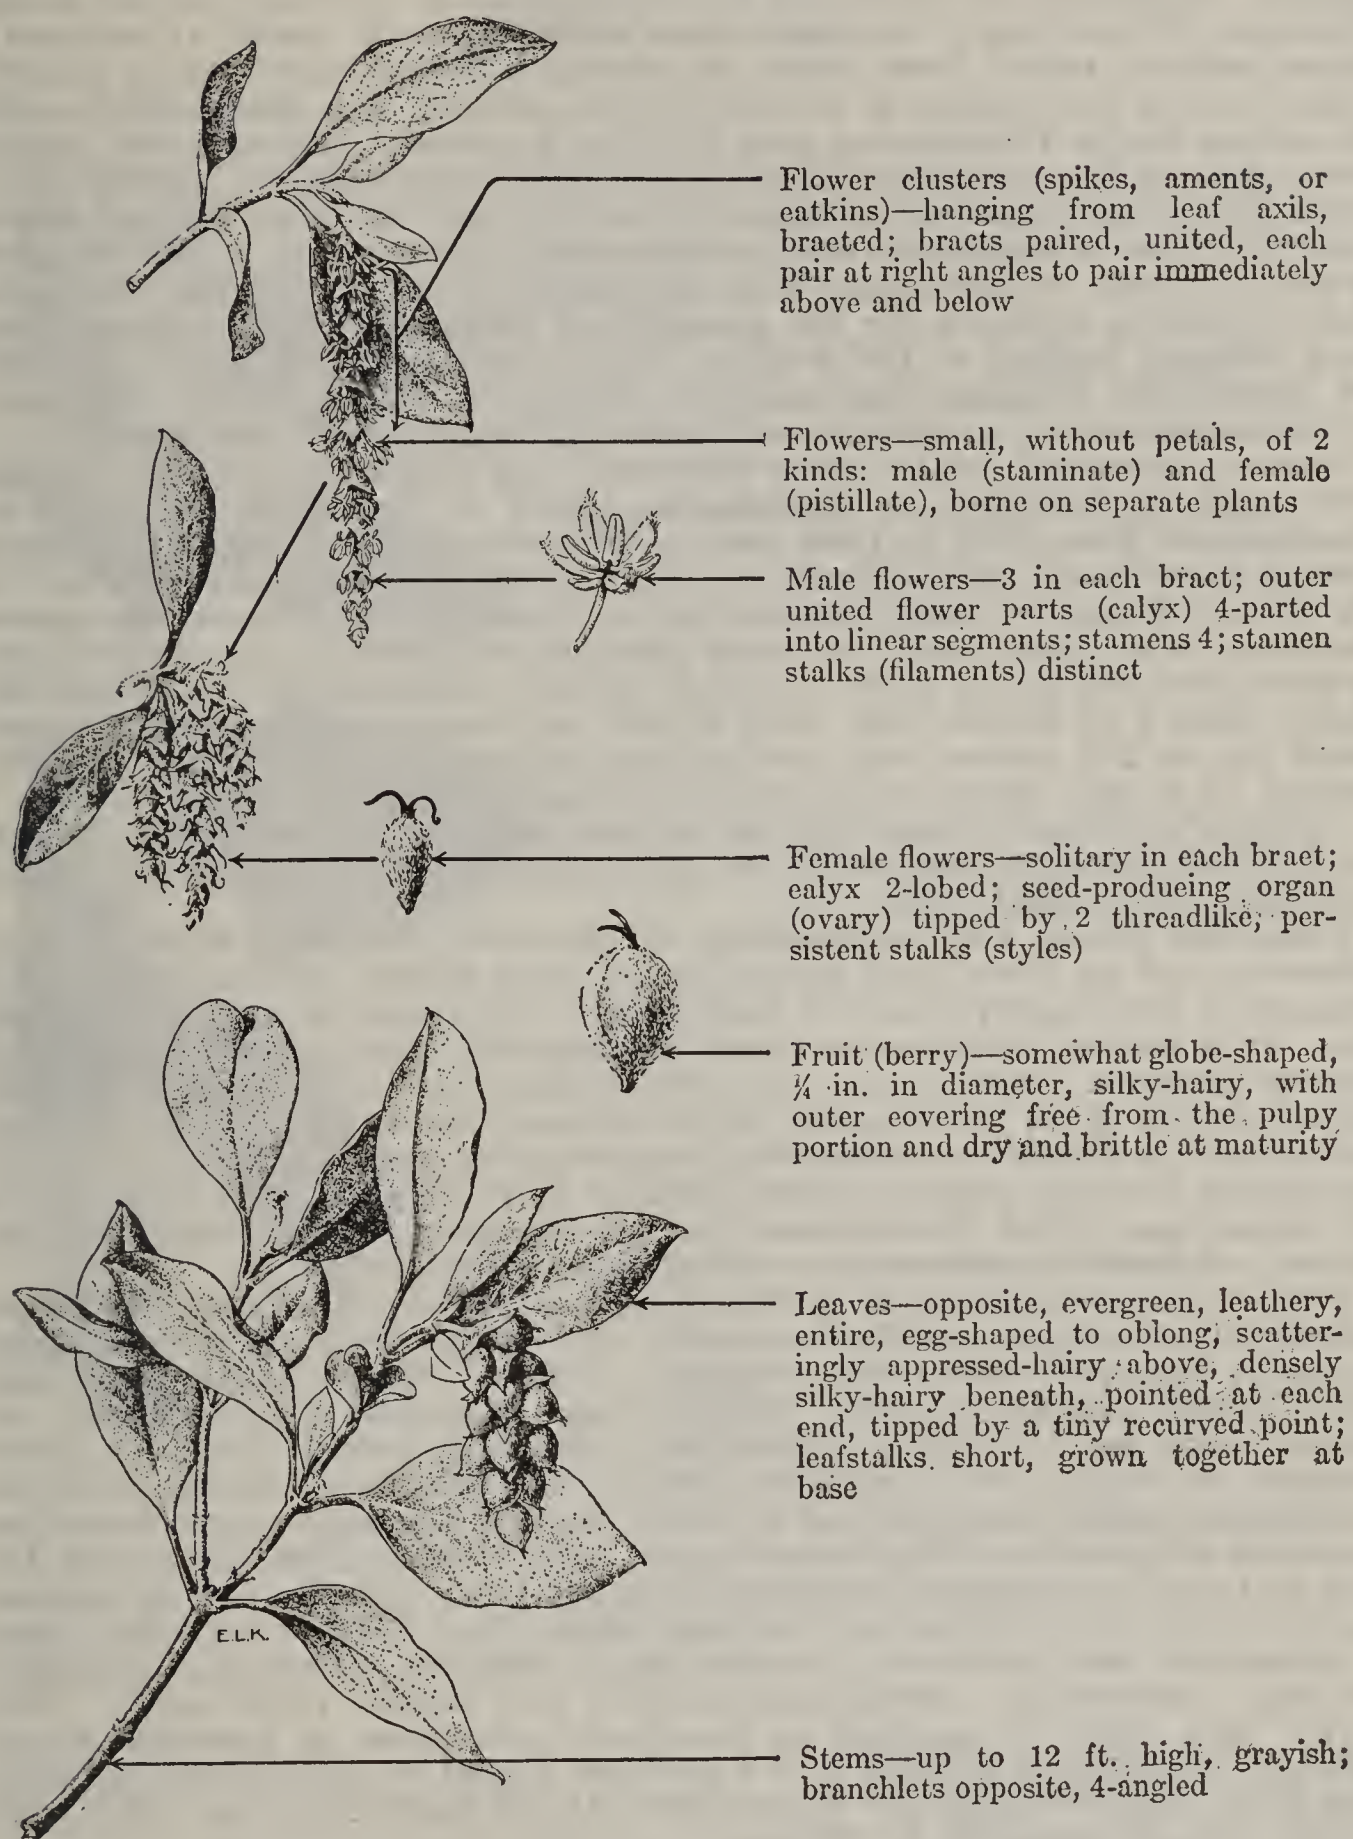 Flower clusters (spikes, aments, or
eatkins)—hanging from leaf axils,
braeted; bracts paired, united, each
pair at right angles to pair immediately
above and below
Flowers—small, without petals, of 2
kinds: male (staminate) and female
(pistillate), borne on separate plants
Male flowers—3 in each bract; outer
united flower parts (calyx) 4-parted
into linear segments; stamens 4; stamen
stalks (filaments) distinct
Female flowers—solitary in each braet;
ealyx 2-lobed; seed-produeing organ
(ovary) tipped by 2 threadlike, per-
sistent stalks (styles)
Fruit (berry)—somewhat globe-shaped,
¼ in. in diameter, silky-hairy, with
outer eovering free from the pulpy
portion and dry and brittle at maturity
Leaves—opposite, evergreen, leathery,
entire, egg-shaped to oblong, scatter-
ingly appressed-hairy above, densely
silky-hairy beneath, pointed at each
end, tipped by a tiny recurved point;
leafstalks short, grown together at
base
E.L.K.
Stems—up to 12 ft. high, grayish;
branchlets opposite, 4-angled